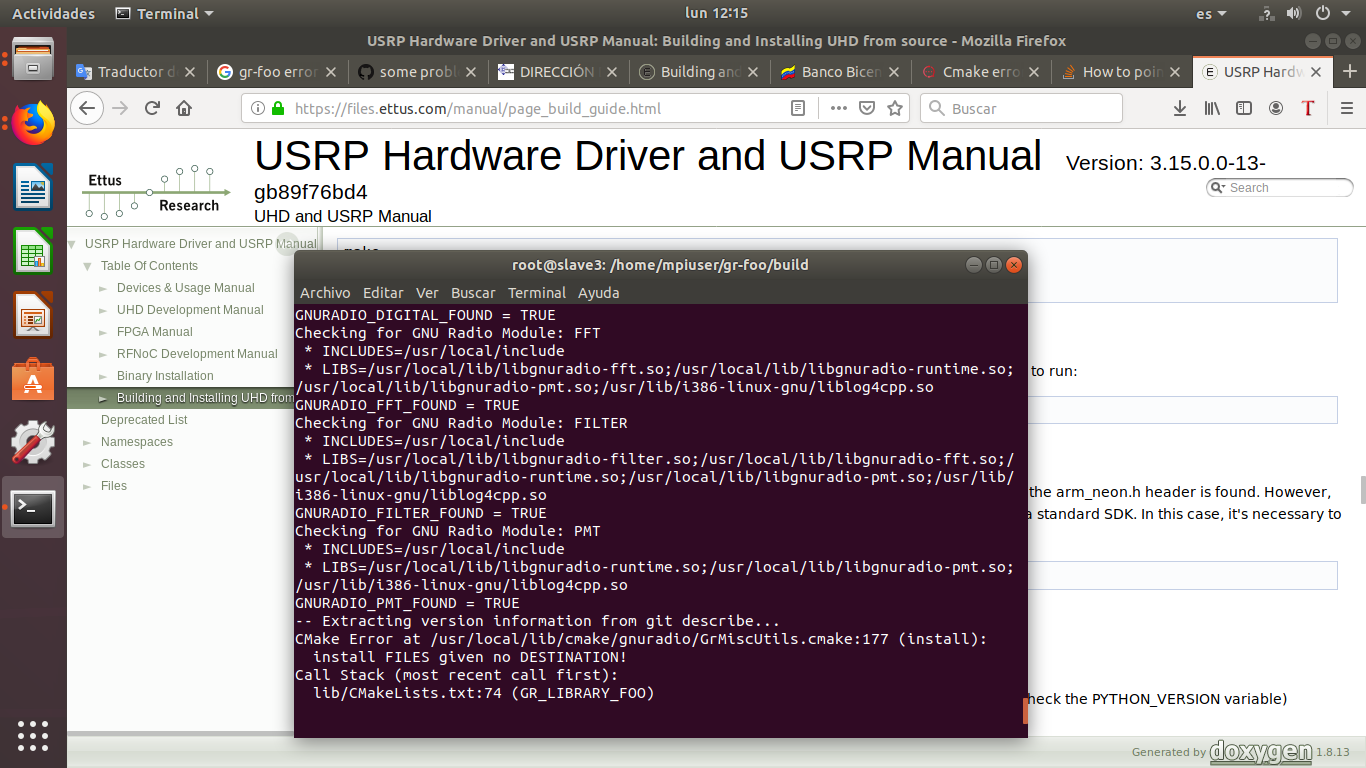 Actividades
Terminal
lun 12:15
es
USRP Hardware Driver and USRP Manual: Building and Installing UHD from source - Mozilla Firefox
Traductor d
gr-foo error
some probl
DIRECCIÓN
Building and
Banco Bicen
Cmake erro
How to poin
USRP Hardw
https://files.ettus.com/manual/page_build_guide.html
Buscar
Ettus
Research
USRP Hardware Driver and USRP Manual Version: 3.15.0.0-13-
gb89f76bd4
UHD and USRP Manual
Search
USRP Hardware Driver and USRP Manual
Table Of Contents
Devices & Usage Manual
UHD Development Manual
FPGA Manual
RFNoC Development Manual
Binary Installation
Building and Installing UHD from
Deprecated List
Namespaces
Classes
Files
to run:
the arm_neon.h header is found. However,
a standard SDK. In this case, it's necessary to
heck the PYTHON_VERSION variable)
Generated by doxygen 1.8.13
root@slave3: /home/mpiuser/gr-foo/build
Archivo Editar Ver Buscar Terminal Ayuda
GNURADIO_DIGITAL_FOUND = TRUE
Checking for GNU Radio Module: FFT
 * INCLUDES=/usr/local/include
 * LIBS=/usr/local/lib/libgnuradio-fft.so;/usr/local/lib/libgnuradio-runtime.so;
/usr/local/lib/libgnuradio-pmt.so;/usr/lib/i386-linux-gnu/liblog4cpp.so
GNURADIO_FFT_FOUND = TRUE
Checking for GNU Radio Module: FILTER
 * INCLUDES=/usr/local/include
 * LIBS=/usr/local/lib/libgnuradio-filter.so;/usr/local/lib/libgnuradio-fft.so;/
usr/local/lib/libgnuradio-runtime.so;/usr/local/lib/libgnuradio-pmt.so;/usr/lib/
i386-linux-gnu/liblog4cpp.so
GNURADIO_FILTER_FOUND = TRUE
Checking for GNU Radio Module: PMT
 * INCLUDES=/usr/local/include
 * LIBS=/usr/local/lib/libgnuradio-runtime.so;/usr/local/lib/libgnuradio-pmt.so;
/usr/lib/i386-linux-gnu/liblog4cpp.so
GNURADIO_PMT_FOUND = TRUE
-- Extracting version information from git describe...
CMake Error at /usr/local/lib/cmake/gnuradio/GrMiscUtils.cmake:177 (install):
  install FILES given no DESTINATION!
Call Stack (most recent call first):
  lib/CMakeLists.txt:74 (GR_LIBRARY_FOO)